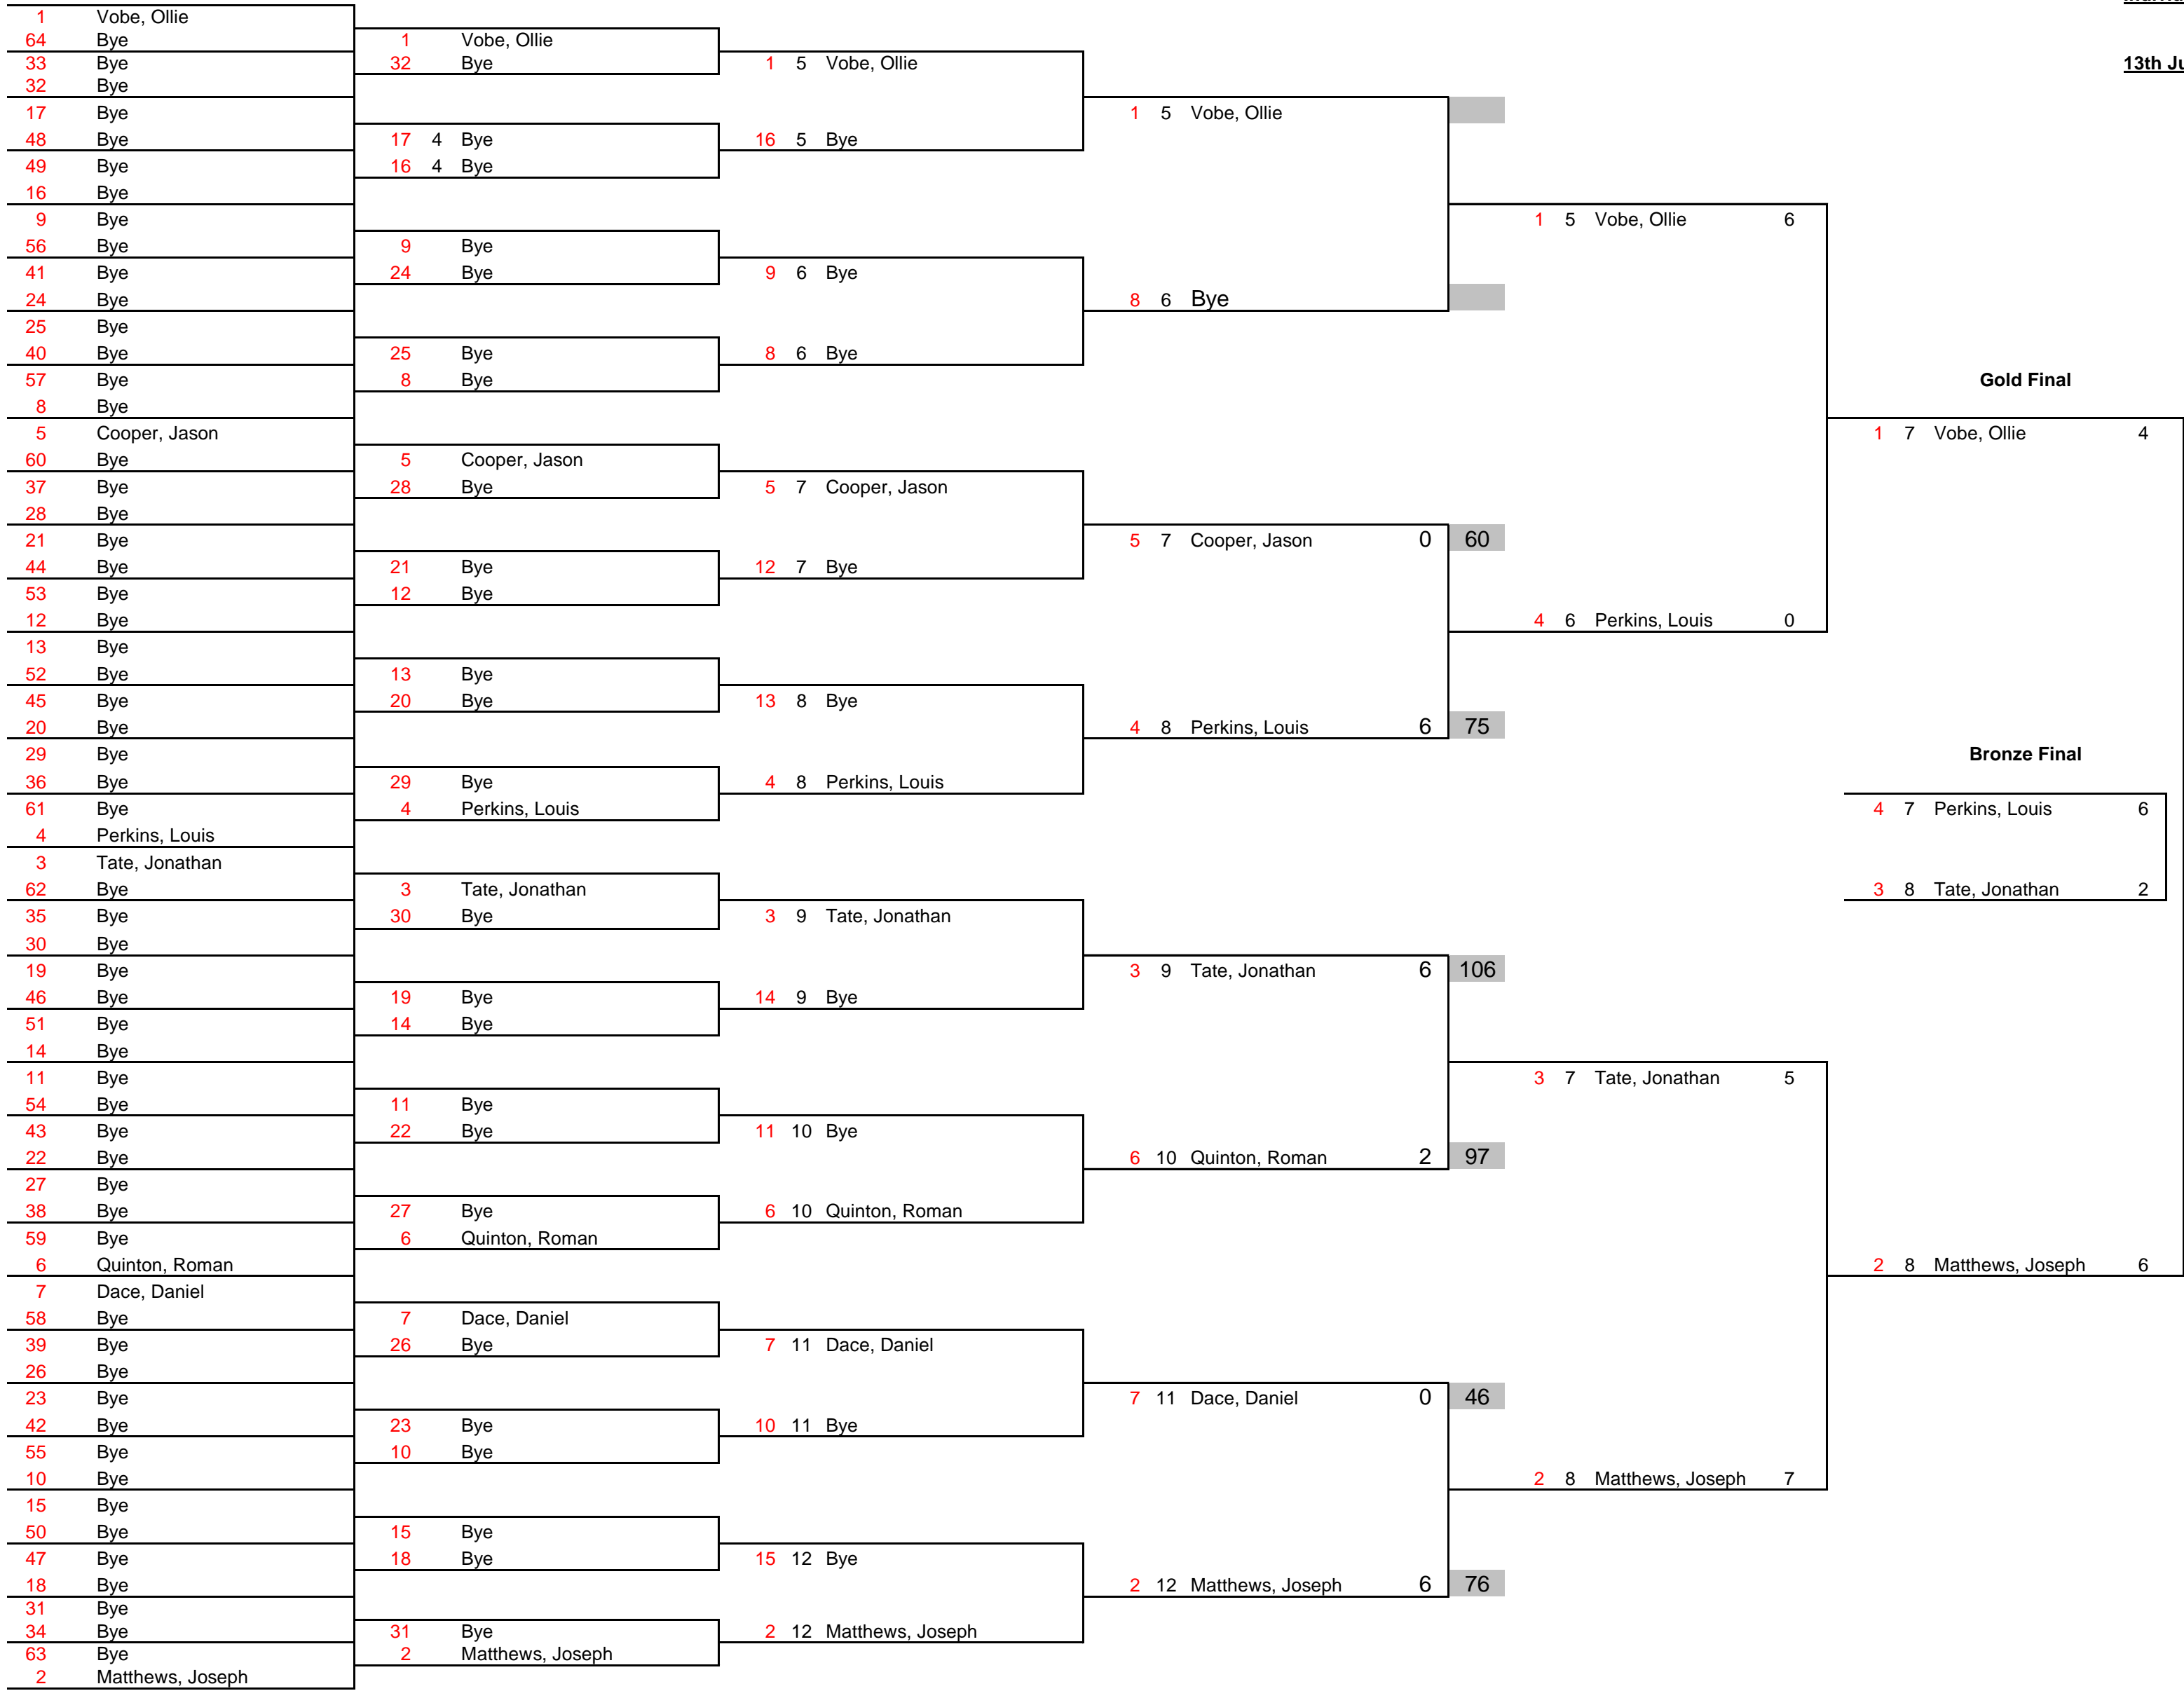 1 Vobe, Ollie
64 Bye
33 Bye
32 Bye
17 Bye
48 Bye
49 Bye
16 Bye
9 Bye
56 Bye
41 Bye
24 Bye
25 Bye
40 Bye
57 Bye
8 Bye
5 Cooper, Jason
60 Bye
37 Bye
28 Bye
21 Bye
44 Bye
53 Bye
12 Bye
13 Bye
52 Bye
45 Bye
20 Bye
29 Bye
36 Bye
61 Bye
4 Perkins, Louis
3 Tate, Jonathan
62 Bye
35 Bye
30 Bye
19 Bye
46 Bye
51 Bye
14 Bye
11 Bye
54 Bye
43 Bye
22 Bye
27 Bye
38 Bye
59 Bye
6 Quinton, Roman
7 Dace, Daniel
58 Bye
39 Bye
26 Bye
23 Bye
42 Bye
55 Bye
10 Bye
15 Bye
50 Bye
47 Bye
18 Bye
31 Bye
34 Bye
63 Bye
2 Matthews, Joseph
1 Vobe, Ollie
32 Bye
17 4 Bye
16 4 Bye
9 Bye
24 Bye
25 Bye
8 Bye
5 Cooper, Jason
28 Bye
21 Bye
12 Bye
13 Bye
20 Bye
29 Bye
4 Perkins, Louis
3 Tate, Jonathan
30 Bye
19 Bye
14 Bye
11 Bye
22 Bye
27 Bye
6 Quinton, Roman
7 Dace, Daniel
26 Bye
23 Bye
10 Bye
15 Bye
18 Bye
31 Bye
2 Matthews, Joseph
1 5 Vobe, Ollie
16 5 Bye
9 6 Bye
8 6 Bye
5 7 Cooper, Jason
12 7 Bye
13 8 Bye
4 8 Perkins, Louis
3 9 Tate, Jonathan
14 9 Bye
11 10 Bye
6 10 Quinton, Roman
7 11 Dace, Daniel
10 11 Bye
15 12 Bye
2 12 Matthews, Joseph
1 5 Vobe, Ollie
8 6 Bye
5 7 Cooper, Jason 0 60
4 8 Perkins, Louis 6 75
3 9 Tate, Jonathan 6 106
6 10 Quinton, Roman 2 97
7 11 Dace, Daniel 0 46
2 12 Matthews, Joseph 6 76
1 5 Vobe, Ollie 6
4 6 Perkins, Louis 0
3 7 Tate, Jonathan 5
2 8 Matthews, Joseph 7
13th Ju
Gold Final
1 7 Vobe, Ollie 4
2 8 Matthews, Joseph 6
Bronze Final
4 7 Perkins, Louis 6
3 8 Tate, Jonathan 2